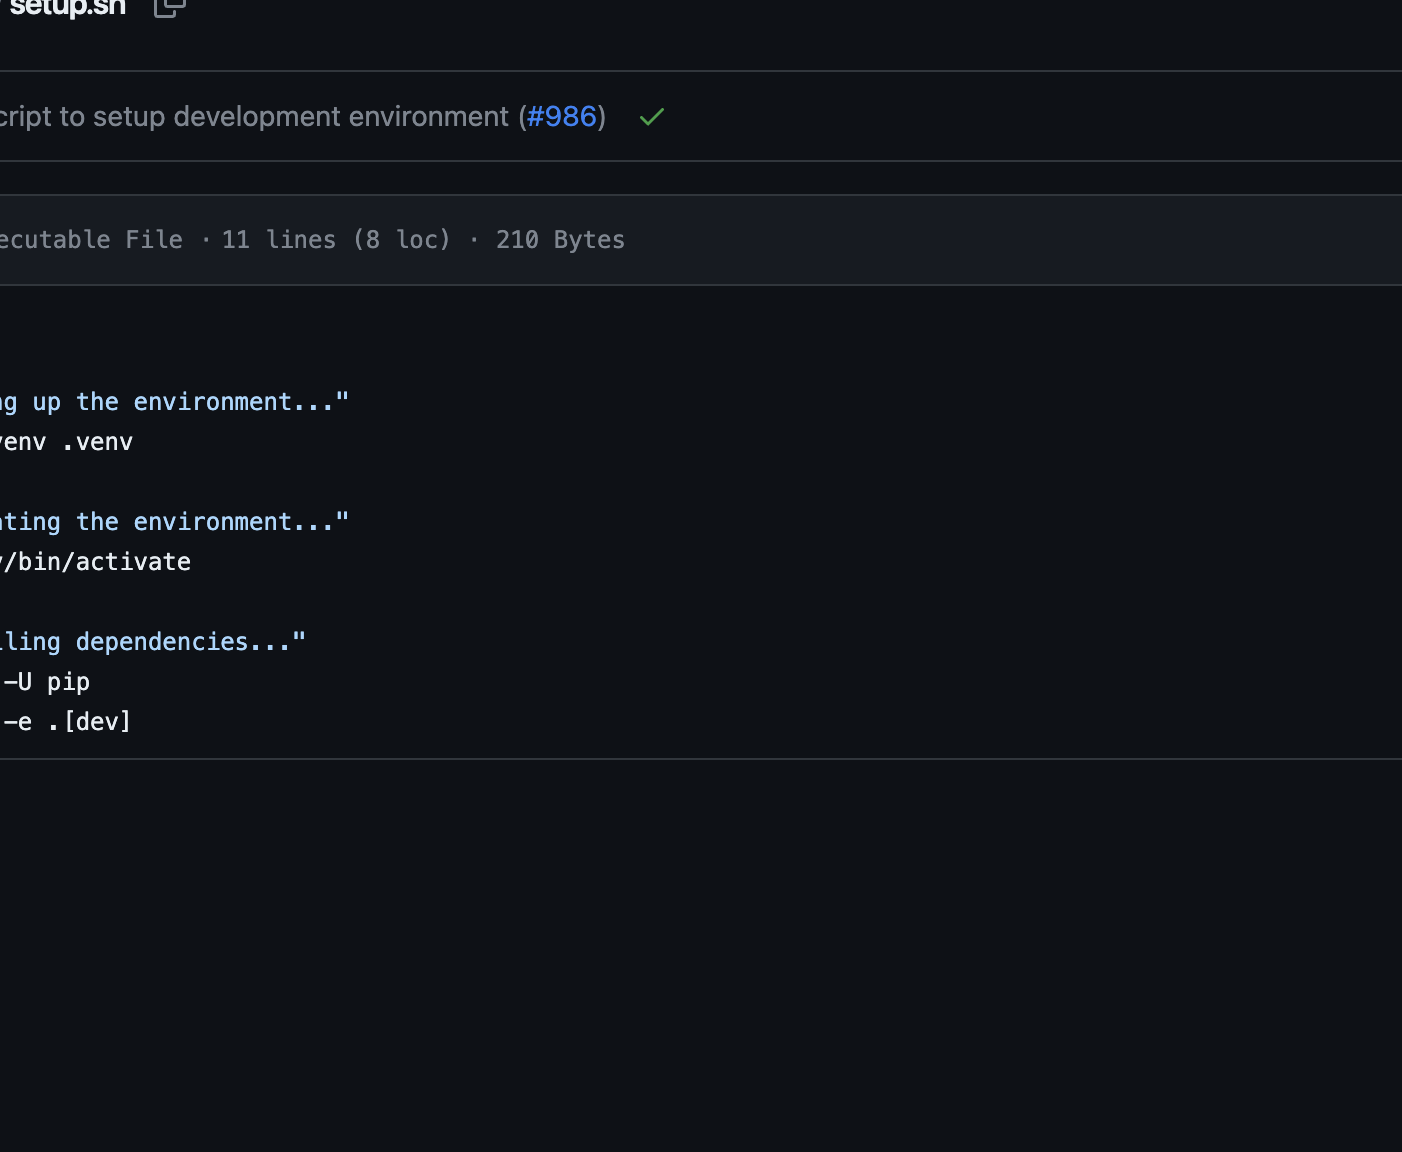 setup.sh
cript to setup development environment (#986)
ecutable File · 11 lines (8 loc) · 210 Bytes
ng up the environment..."
venv .venv
ating the environment..."
/bin/activate
lling dependencies..."
-U pip
-e .[dev]